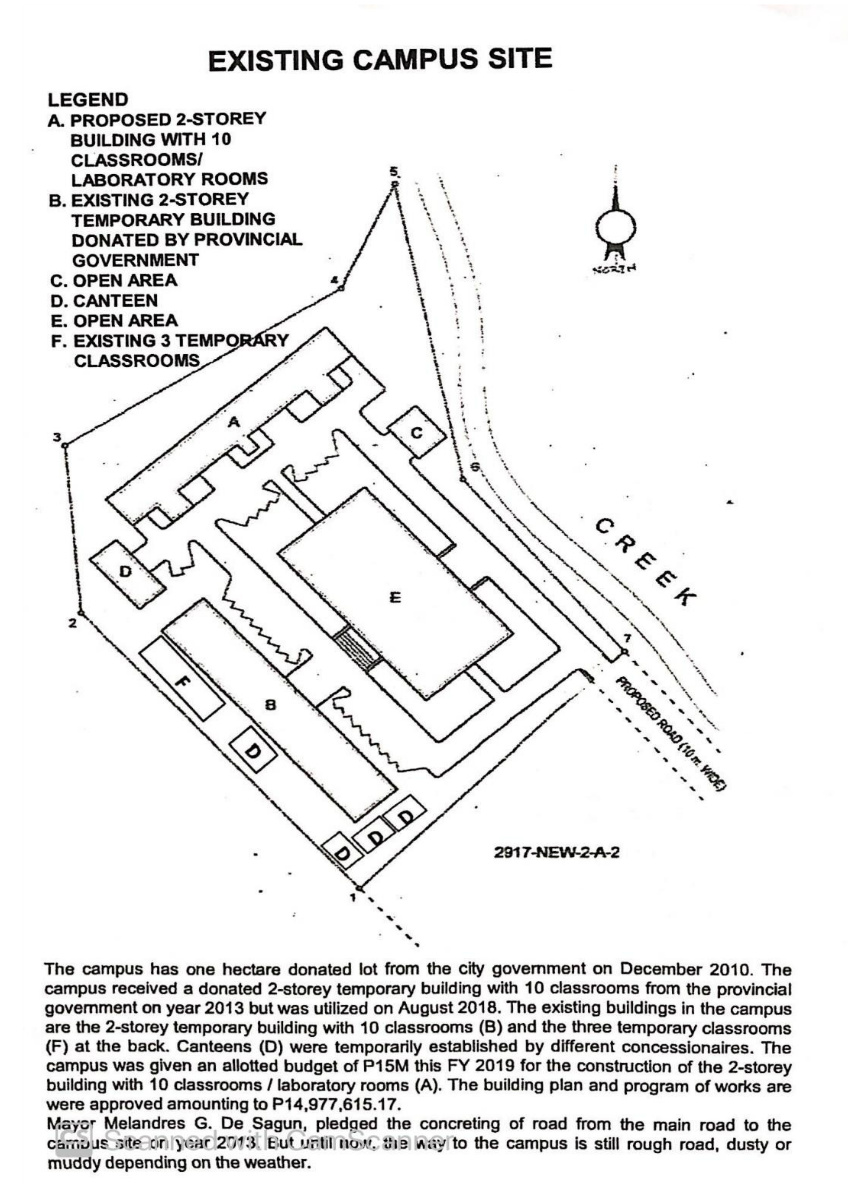 EXISTING CAMPUS SITE
LEGEND
A. PROPOSED 2-STOREY
BUILDING WITH 10
CLASSROOMS/
LABORATORY ROOMS
B. EXISTING 2-STOREY
TEMPORARY BUILDING
DONATED BY PROVINCIAL
GOVERNMENT
C. OPEN AREA
D. CANTEEN
E. OPEN AREA
F. EXISTING 3 TEMPORARY
CLASSROOMS
5
NORTH
4
A
3
C
6
CREEK
D
E
2
7
F
B
PROPOSED ROAD (10 m. WIDE)
D
D
D
D
2917-NEW-2-A-2
1
The campus has one hectare donated lot from the city government on December 2010. The
campus received a donated 2-storey temporary building with 10 classrooms from the provincial
government on year 2013 but was utilized on August 2018. The existing buildings in the campus
are the 2-storey temporary building with 10 classrooms (B) and the three temporary classrooms
(F) at the back. Canteens (D) were temporarily established by different concessionaires. The
campus was given an allotted budget of P15M this FY 2019 for the construction of the 2-storey
building with 10 classrooms / laboratory rooms (A). The building plan and program of works are
were approved amounting to P14,977,615.17.
Mayor Melandres G. De Sagun, pledged the concreting of road from the main road to the
campus site on year 2013. But until now, the way to the campus is still rough road, dusty or
muddy depending on the weather.
CS Scanned with CamScanner